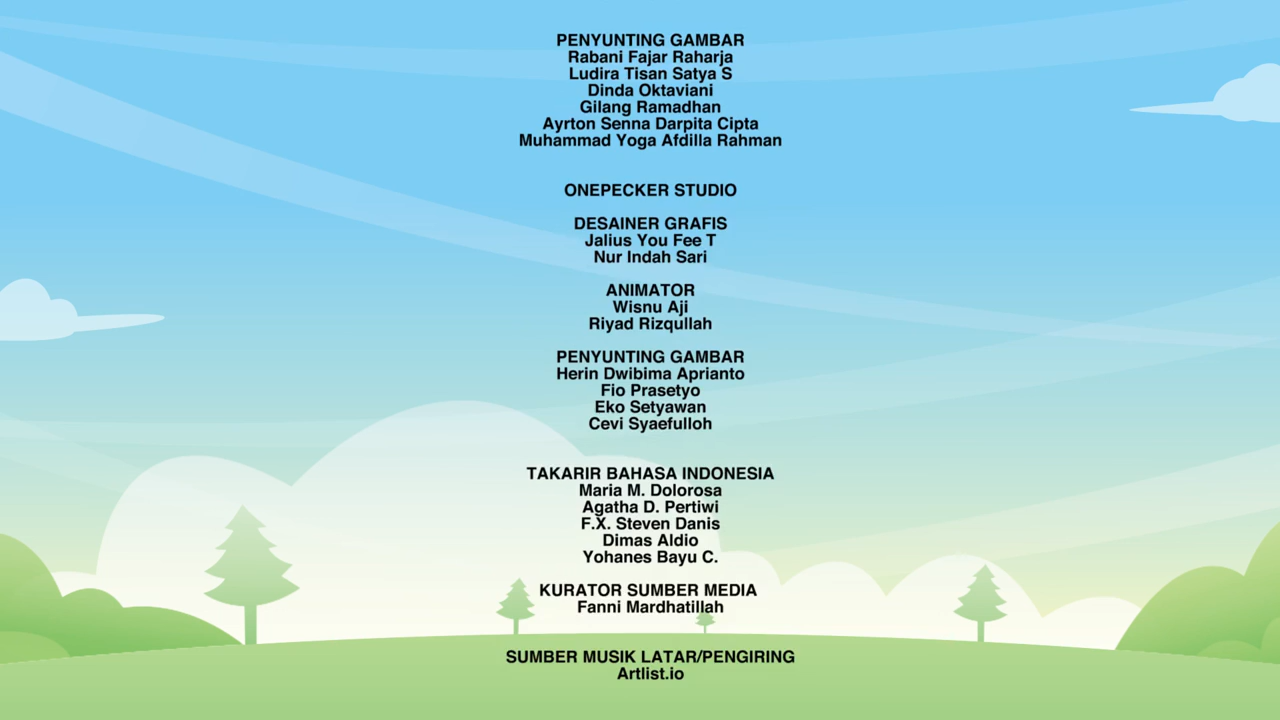 PENYUNTING GAMBAR
Rabani Fajar Raharja
Ludira Tisan Satya S
Dinda Oktaviani
Gilang Ramadhan
Ayrton Senna Darpita Cipta
Muhammad Yoga Afdilla Rahman
ONEPECKER STUDIO
DESAINER GRAFIS
Jalius You Fee T
Nur Indah Sari
ANIMATOR
Wisnu Aji
Riyad Rizqullah
PENYUNTING GAMBAR
Herin Dwibima Aprianto
Fio Prasetyo
Eko Setyawan
Cevi Syaefulloh
TAKARIR BAHASA INDONESIA
Maria M. Dolorosa
Agatha D. Pertiwi
F.X. Steven Danis
Dimas Aldio
Yohanes Bayu C.
KURATOR SUMBER MEDIA
Fanni Mardhatillah
SUMBER MUSIK LATAR/PENGIRING
Artlist.io